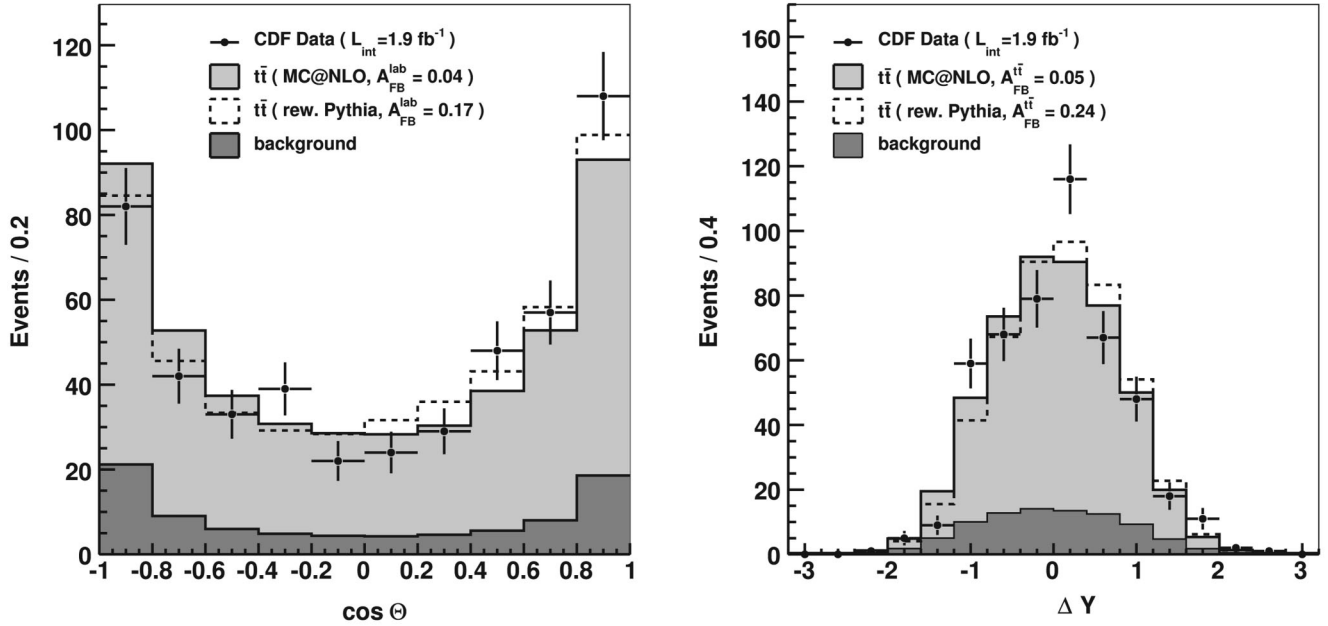 CDF Data ( L_int=1.9 fb⁻¹)
tt̄ ( MC@NLO, A_FB^lab = 0.04 )
tt̄ ( rew. Pythia, A_FB^lab = 0.17 )
background
Events / 0.2
120
100
80
60
40
20
0
-1 -0.8 -0.6 -0.4 -0.2 0 0.2 0.4 0.6 0.8 1
cos Θ
CDF Data ( L_int=1.9 fb⁻¹)
tt̄ ( MC@NLO, A_FB^tt̄ = 0.05 )
tt̄ ( rew. Pythia, A_FB^tt̄ = 0.24 )
background
Events / 0.4
160
140
120
100
80
60
40
20
0
-3 -2 -1 0 1 2 3
Δ Y